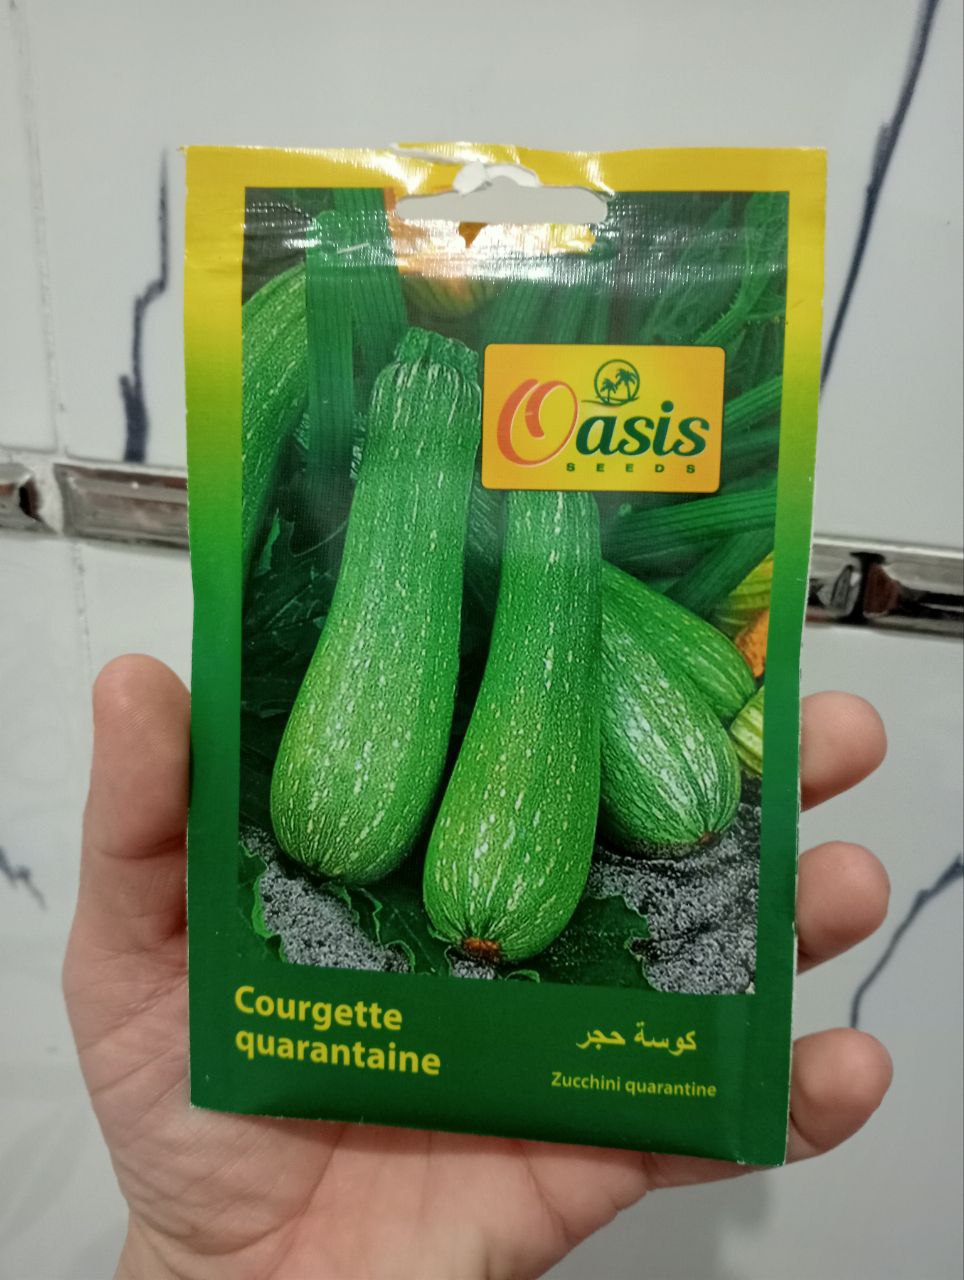 Oasis
SEEDS
Courgette
quarantaine
كوسة حجر
Zucchini quarantine